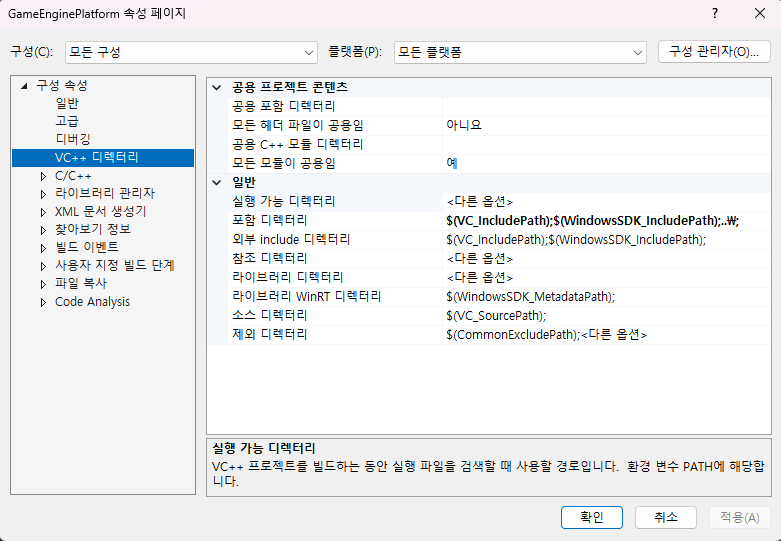 GameEnginePlatform 속성 페이지
구성(C): 모든 구성 플랫폼(P): 모든 플랫폼 구성 관리자(O)...
구성 속성
일반
고급
디버깅
VC++ 디렉터리
C/C++
라이브러리 관리자
XML 문서 생성기
찾아보기 정보
빌드 이벤트
사용자 지정 빌드 단계
파일 복사
Code Analysis
공용 프로젝트 콘텐츠
공용 포함 디렉터리
모든 헤더 파일이 공용임 아니요
공용 C++ 모듈 디렉터리
모든 모듈이 공용임 예
일반
실행 가능 디렉터리 <다른 옵션>
포함 디렉터리 $(VC_IncludePath);$(WindowsSDK_IncludePath);..₩;
외부 include 디렉터리 $(VC_IncludePath);$(WindowsSDK_IncludePath);
참조 디렉터리 <다른 옵션>
라이브러리 디렉터리 <다른 옵션>
라이브러리 WinRT 디렉터리 $(WindowsSDK_MetadataPath);
소스 디렉터리 $(VC_SourcePath);
제외 디렉터리 $(CommonExcludePath);<다른 옵션>
실행 가능 디렉터리
VC++ 프로젝트를 빌드하는 동안 실행 파일을 검색할 때 사용할 경로입니다. 환경 변수 PATH에 해당합
니다.
확인 취소 적용(A)